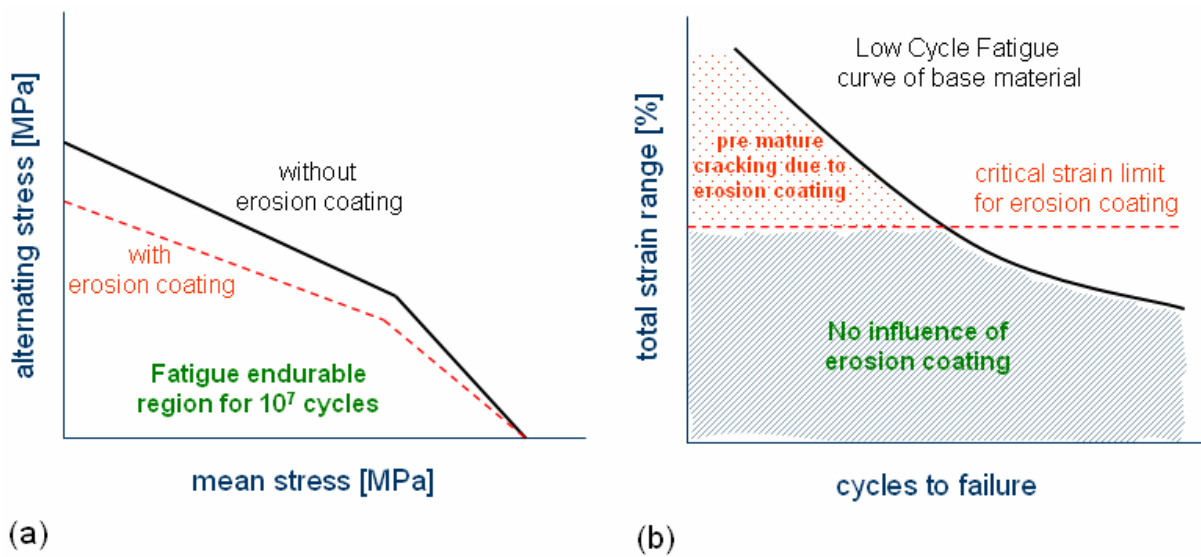 alternating stress [MPa]
without
erosion coating
with
erosion coating
Fatigue endurable
region for 10⁷ cycles
mean stress [MPa]
(a)
total strain range [%]
Low Cycle Fatigue
curve of base material
pre mature
cracking due to
erosion coating
critical strain limit
for erosion coating
No influence of
erosion coating
cycles to failure
(b)